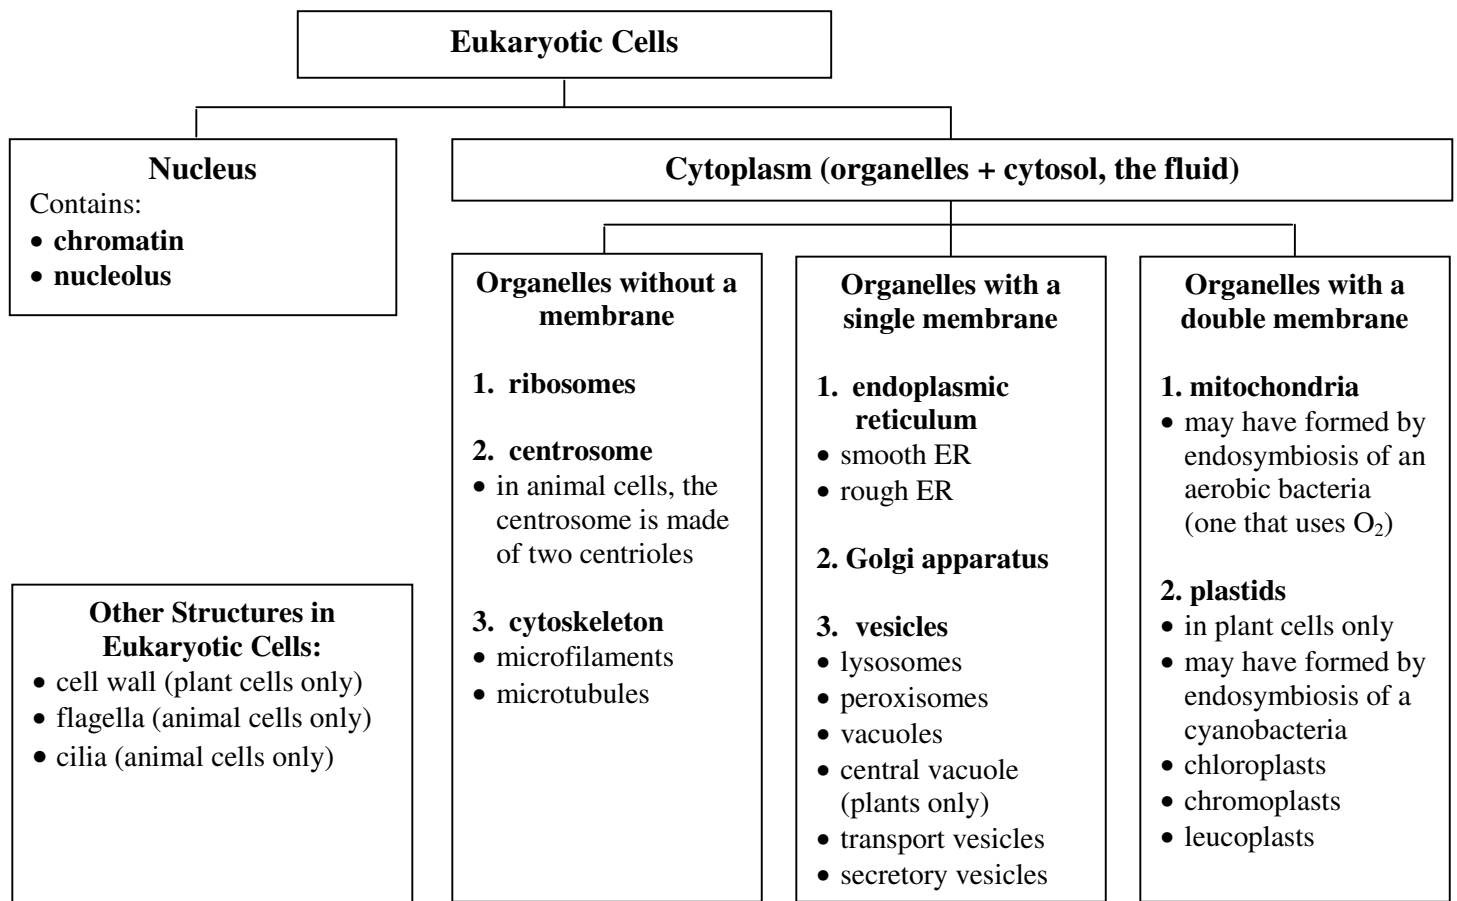 Eukaryotic Cells
Nucleus
Contains:
• chromatin
• nucleolus
Cytoplasm (organelles + cytosol, the fluid)
Organelles without a
membrane
1. ribosomes
2. centrosome
• in animal cells, the
centrosome is made
of two centrioles
3. cytoskeleton
• microfilaments
• microtubules
Organelles with a
single membrane
1. endoplasmic
reticulum
• smooth ER
• rough ER
2. Golgi apparatus
3. vesicles
• lysosomes
• peroxisomes
• vacuoles
• central vacuole
(plants only)
• transport vesicles
• secretory vesicles
Organelles with a
double membrane
1. mitochondria
• may have formed by
endosymbiosis of an
aerobic bacteria
(one that uses O₂)
2. plastids
• in plant cells only
• may have formed by
endosymbiosis of a
cyanobacteria
• chloroplasts
• chromoplasts
• leucoplasts
Other Structures in
Eukaryotic Cells:
• cell wall (plant cells only)
• flagella (animal cells only)
• cilia (animal cells only)